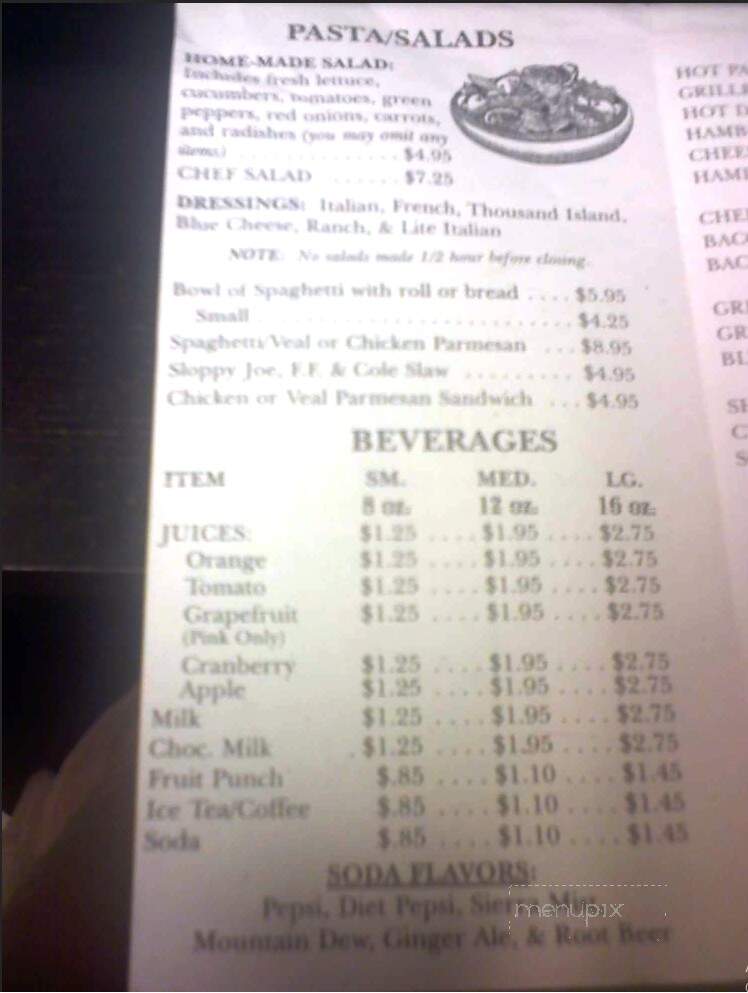 PASTA/SALADS
HOME-MADE SALAD:
Includes fresh lettuce,
cucumbers, tomatoes, green
peppers, red onions, carrots,
and radishes (you may omit any
items) . . . . . . . . . . . . . $4.95
CHEF SALAD . . . . . . $7.25
DRESSINGS: Italian, French, Thousand Island,
Blue Cheese, Ranch, & Lite Italian
NOTE: No salads made 1/2 hour before closing.
Bowl of Spaghetti with roll or bread . . . . $5.95
Small . . . . . . . . . . . . . . . . . . . . . . . . . $4.25
Spaghetti/Veal or Chicken Parmesan . . . $8.95
Sloppy Joe, F.F. & Cole Slaw . . . . . . . . . $4.95
Chicken or Veal Parmesan Sandwich . . . $4.95
BEVERAGES
ITEM SM. MED. LG.
8 oz. 12 oz. 16 oz.
JUICES: $1.25 . . . . $1.95 . . . . $2.75
Orange $1.25 . . . . $1.95 . . . . $2.75
Tomato $1.25 . . . . $1.95 . . . . $2.75
Grapefruit $1.25 . . . . $1.95 . . . . $2.75
(Pink Only)
Cranberry $1.25 . . . . $1.95 . . . . $2.75
Apple $1.25 . . . . $1.95 . . . . $2.75
Milk $1.25 . . . . $1.95 . . . . $2.75
Choc. Milk . $1.25 . . . . $1.95 . . . . $2.75
Fruit Punch $.85 . . . . $1.10 . . . . $1.45
Ice Tea/Coffee $.85 . . . . $1.10 . . . . $1.45
Soda $.85 . . . . $1.10 . . . . $1.45
SODA FLAVORS:
Pepsi, Diet Pepsi, Sierra Mist,
Mountain Dew, Ginger Ale, & Root Beer
menupix
HOT
GRILL
HOT
HAMB
CHEE
HAM
CHE
BAC
BAC
GRI
GR
BL